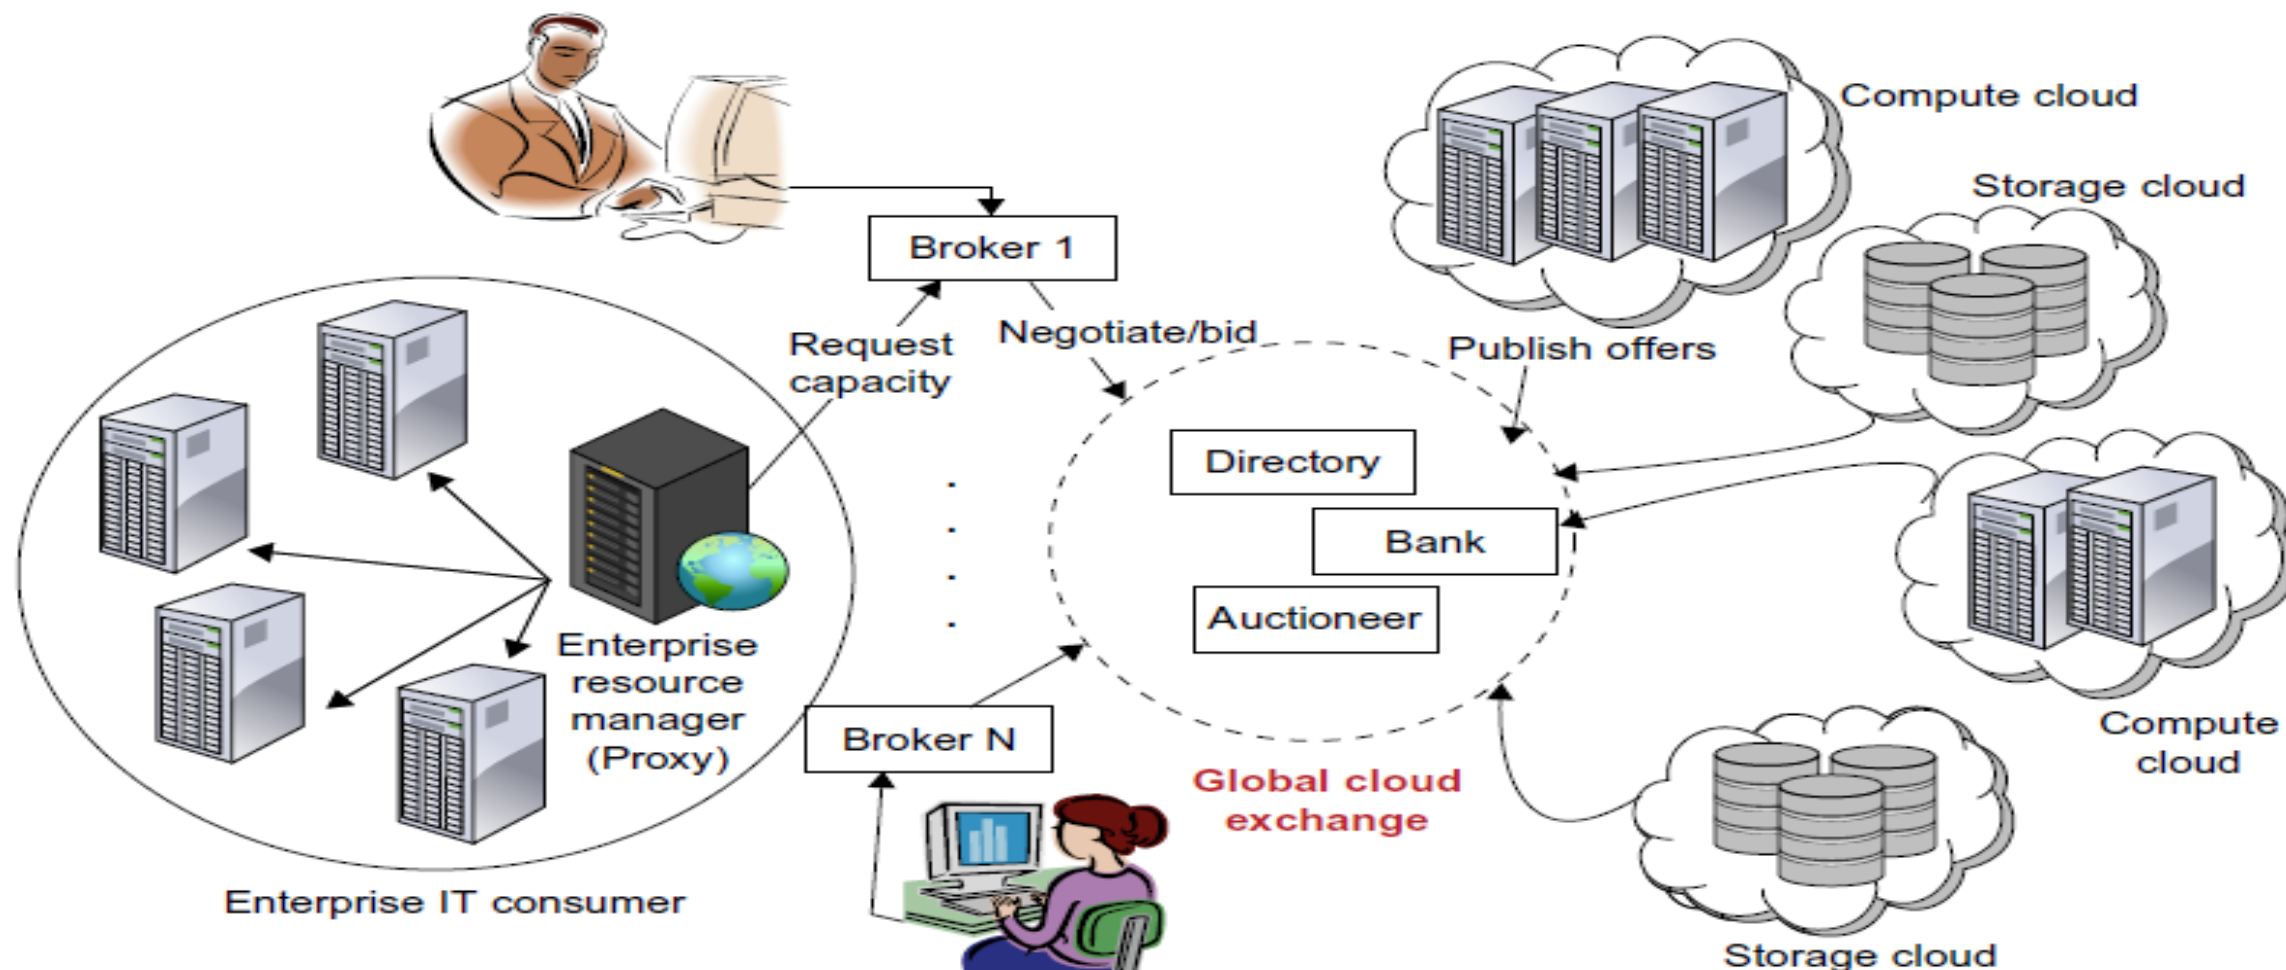 Compute cloud
Storage cloud
Broker 1
Negotiate/bid
Request
capacity
Publish offers
Directory
Bank
Auctioneer
Enterprise
resource
manager
(Proxy)
Broker N
Global cloud
exchange
Compute
cloud
Enterprise IT consumer
Storage cloud